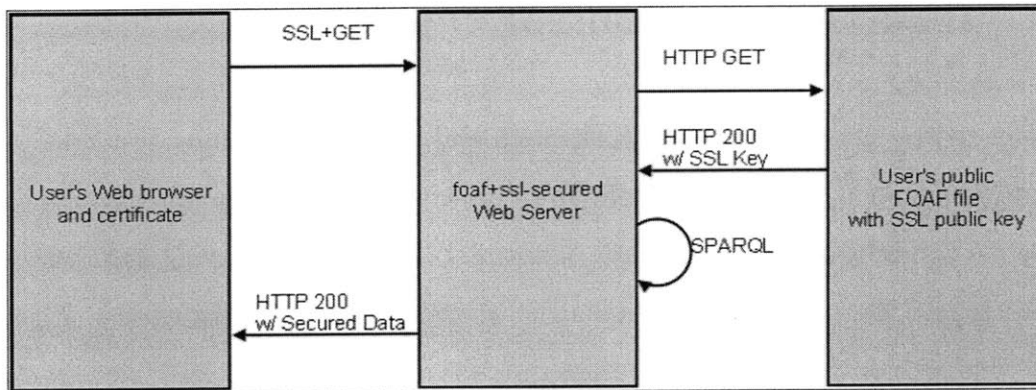 SSL+GET
HTTP GET
HTTP 200
w/ SSL Key
User's Web browser
and certificate
foaf+ssl-secured
Web Server
User's public
FOAF file
with SSL public key
SPARQL
HTTP 200
w/ Secured Data